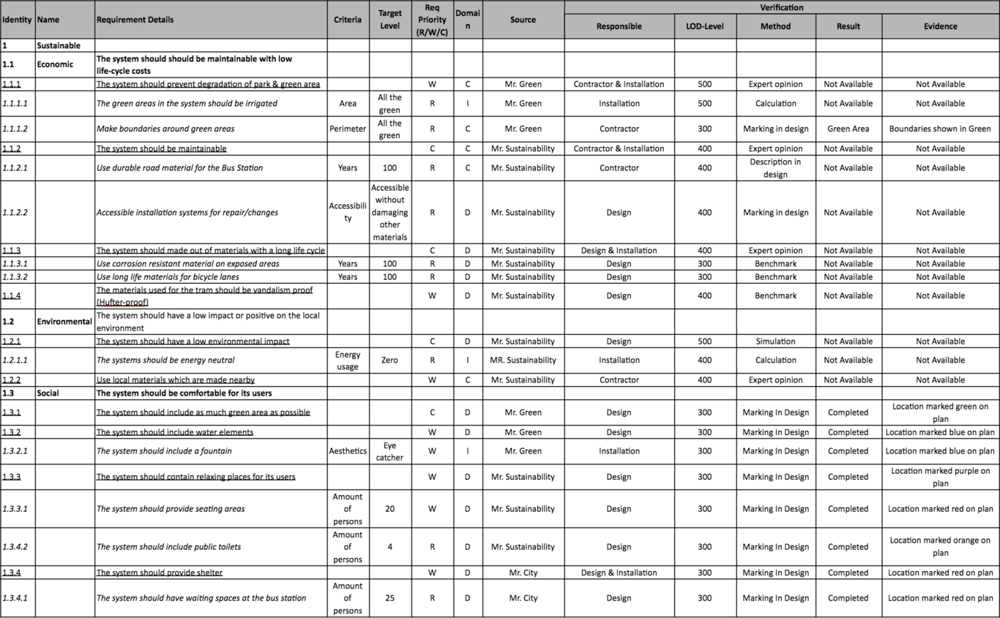 Identity Name Requirement Details Criteria Target Level Req Priority (R/W/C) Domai n Source Verification
Responsible LOD-Level Method Result Evidence
1 Sustainable
1.1 Economic The system should should be maintainable with low life-cycle costs
1.1.1 The system should prevent degradation of park & green area W C Mr. Green Contractor & Installation 500 Expert opinion Not Available Not Available
1.1.1.1 The green areas in the system should be irrigated Area All the green R I Mr. Green Installation 500 Calculation Not Available Not Available
1.1.1.2 Make boundaries around green areas Perimeter All the green R C Mr. Green Contractor 300 Marking in design Green Area Boundaries shown in Green
1.1.2 The system should be maintainable C C Mr. Sustainability Contractor & Installation 400 Expert opinion Not Available Not Available
1.1.2.1 Use durable road material for the Bus Station Years 100 R C Mr. Sustainability Contractor 400 Description in design Not Available Not Available
1.1.2.2 Accessible installation systems for repair/changes Accessibili ty Accessible without damaging other materials R D Mr. Sustainability Design 400 Marking in design Not Available Not Available
1.1.3 The system should made out of materials with a long life cycle C D Mr. Sustainability Design & Installation 400 Expert opinion Not Available Not Available
1.1.3.1 Use corrosion resistant material on exposed areas Years 100 R D Mr. Sustainability Design 300 Benchmark Not Available Not Available
1.1.3.2 Use long life materials for bicycle lanes Years 100 R D Mr. Sustainability Design 300 Benchmark Not Available Not Available
1.1.4 The materials used for the tram should be vandalism proof (Hufter-proof) W D Mr. Sustainability Design 400 Benchmark Not Available Not Available
1.2 Environmental The system should have a low impact or positive on the local environment
1.2.1 The system should have a low environmental impact C D Mr. Sustainability Design 500 Simulation Not Available Not Available
1.2.1.1 The systems should be energy neutral Energy usage Zero R I MR. Sustainability Installation 400 Calculation Not Available Not Available
1.2.2 Use local materials which are made nearby W C Mr. Sustainability Contractor 400 Expert opinion Not Available Not Available
1.3 Social The system should be comfortable for its users
1.3.1 The system should include as much green area as possible C D Mr. Green Design 300 Marking In Design Completed Location marked green on plan
1.3.2 The system should include water elements W D Mr. Green Design 300 Marking In Design Completed Location marked blue on plan
1.3.2.1 The system should include a fountain Aesthetics Eye catcher W I Mr. Green Installation 300 Marking In Design Completed Location marked blue on plan
1.3.3 The system should contain relaxing places for its users W D Mr. Sustainability Design 300 Marking In Design Completed Location marked purple on plan
1.3.3.1 The system should provide seating areas Amount of persons 20 W D Mr. Sustainability Design 300 Marking In Design Completed Location marked red on plan
1.3.4.2 The system should include public toilets Amount of persons 4 R D Mr. Sustainability Design 300 Marking In Design Completed Location marked orange on plan
1.3.4 The system should provide shelter W D Mr. City Design & Installation 300 Marking In Design Completed Location marked red on plan
1.3.4.1 The system should have waiting spaces at the bus station Amount of persons 25 R D Mr. City Design 300 Marking In Design Completed Location marked red on plan